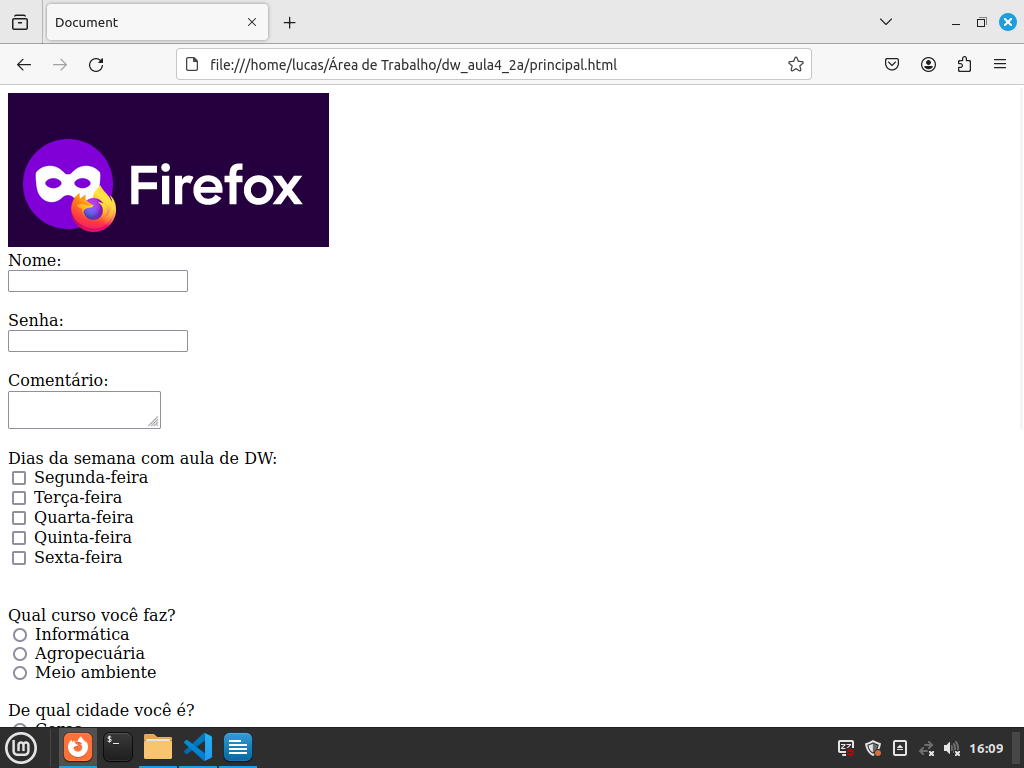 Document
file:///home/lucas/Área de Trabalho/dw_aula4_2a/principal.html
Firefox
Nome:
Senha:
Comentário:
Dias da semana com aula de DW:
Segunda-feira
Terça-feira
Quarta-feira
Quinta-feira
Sexta-feira
Qual curso você faz?
Informática
Agropecuária
Meio ambiente
De qual cidade você é?
16:09